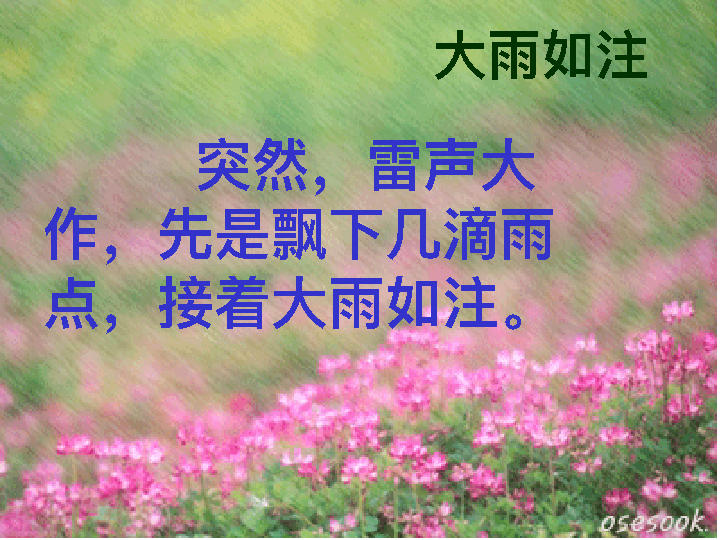 大雨如注
突然，雷声大
作，先是飘下几滴雨
点，接着大雨如注。
osesook.